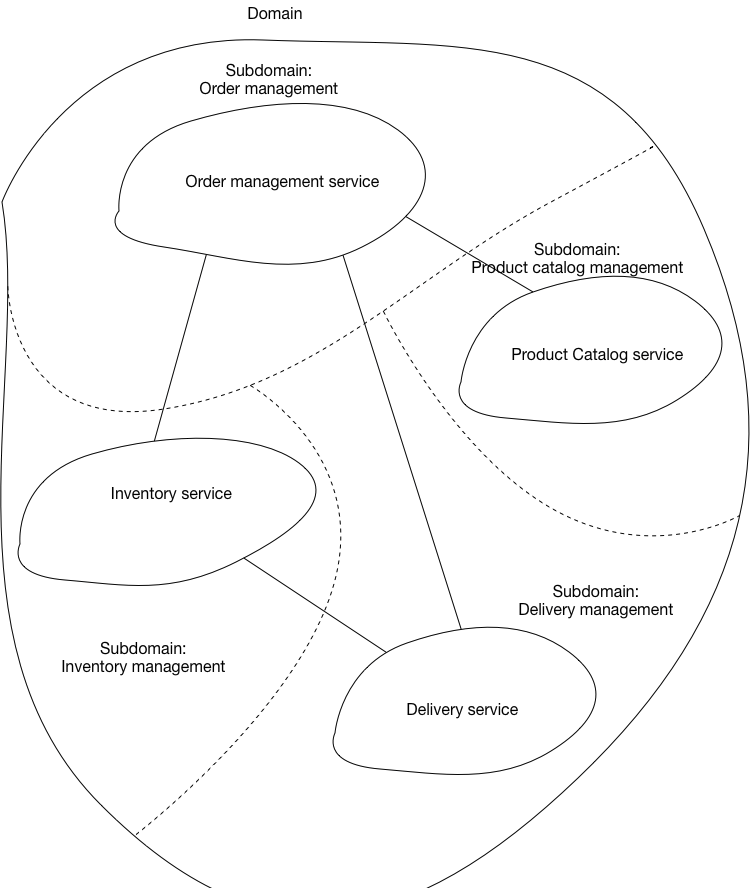 Domain
Subdomain:
Order management
Order management service
Subdomain:
Product catalog management
Product Catalog service
Inventory service
Subdomain:
Delivery management
Subdomain:
Inventory management
Delivery service